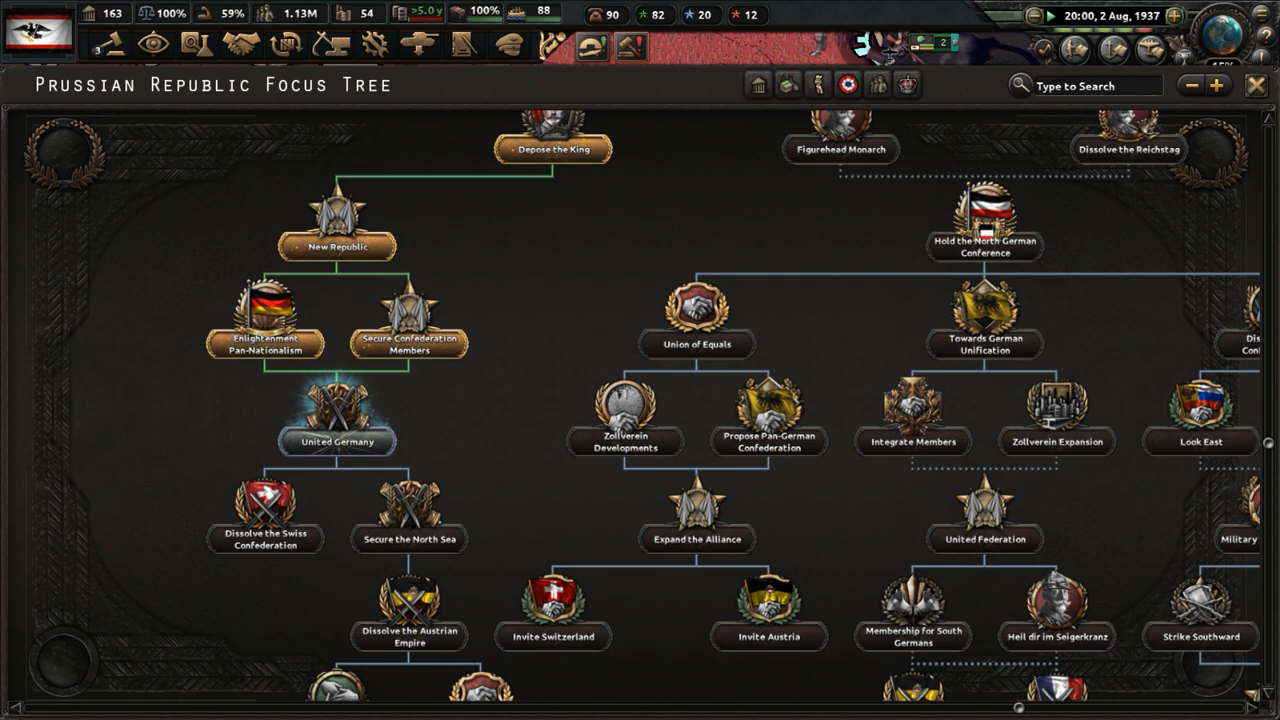 163
100%
59%
1.13M
54
>5.0 y
100%
88
90
82
20
12
20:00, 2 Aug, 1937
3
2
Prussian Republic Focus Tree
Type to Search
Depose the King
Figurehead Monarch
Dissolve the Reichstag
New Republic
Hold the North German
Conference
Enlightenment
Pan-Nationalism
Secure Confederation
Members
Union of Equals
Towards German
Unification
United Germany
Zollverein
Developments
Propose Pan-German
Confederation
Integrate Members
Zollverein Expansion
Look East
Dissolve the Swiss
Confederation
Secure the North Sea
Expand the Alliance
United Federation
Military
Dissolve the Austrian
Empire
Invite Switzerland
Invite Austria
Membership for South
Germans
Heil dir im Seigerkranz
Strike Southward